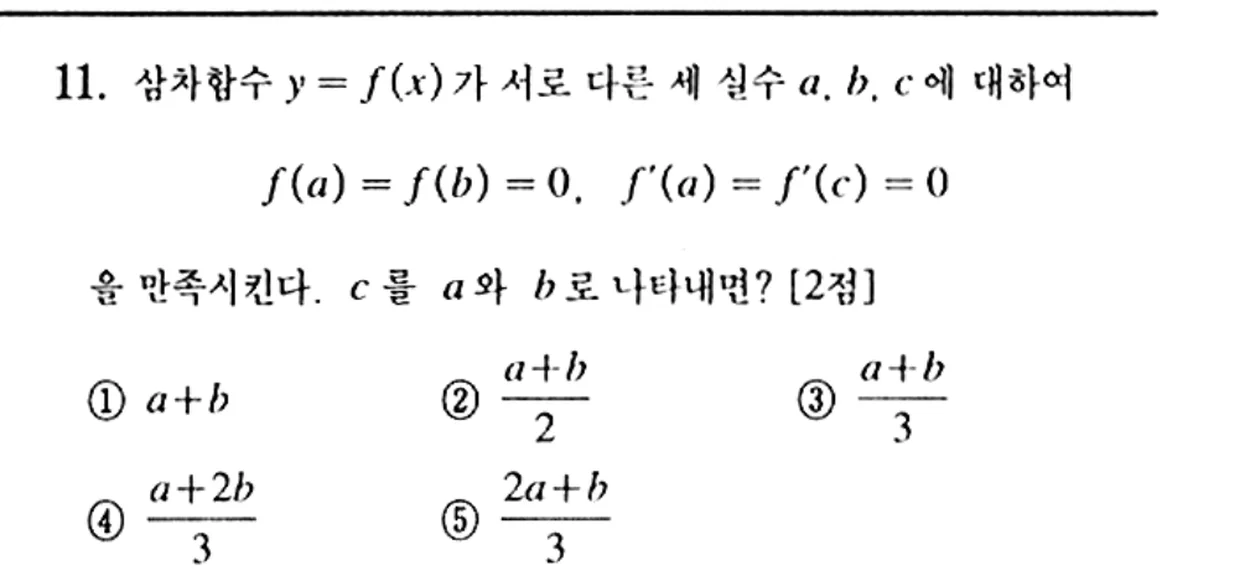 11. 삼차함수 y = f(x)가 서로 다른 세 실수 a, b, c에 대하여
f(a) = f(b) = 0, f′(a) = f′(c) = 0
을 만족시킨다. c를 a와 b로 나타내면? [2점]
① a+b ② (a+b)/2 ③ (a+b)/3
④ (a+2b)/3 ⑤ (2a+b)/3